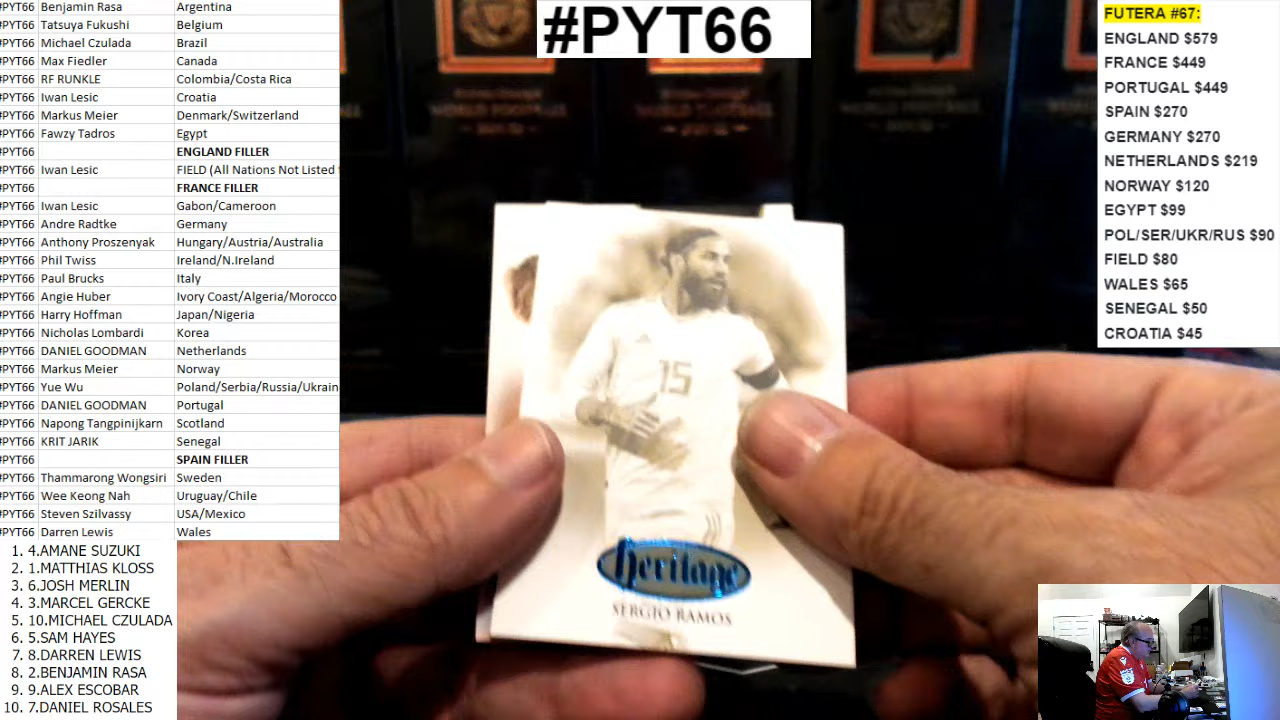 #PYT66 Benjamin Rasa Argentina
#PYT66 Tatsuya Fukushi Belgium
#PYT66 Michael Czulada Brazil
#PYT66 Max Fiedler Canada
#PYT66 RF RUNKLE Colombia/Costa Rica
#PYT66 Iwan Lesic Croatia
#PYT66 Markus Meier Denmark/Switzerland
#PYT66 Fawzy Tadros Egypt
#PYT66 ENGLAND FILLER
#PYT66 Iwan Lesic FIELD (All Nations Not Listed
#PYT66 FRANCE FILLER
#PYT66 Iwan Lesic Gabon/Cameroon
#PYT66 Andre Radtke Germany
#PYT66 Anthony Proszenyak Hungary/Austria/Australia
#PYT66 Phil Twiss Ireland/N.Ireland
#PYT66 Paul Brucks Italy
#PYT66 Angie Huber Ivory Coast/Algeria/Morocco
#PYT66 Harry Hoffman Japan/Nigeria
#PYT66 Nicholas Lombardi Korea
#PYT66 DANIEL GOODMAN Netherlands
#PYT66 Markus Meier Norway
#PYT66 Yue Wu Poland/Serbia/Russia/Ukrain
#PYT66 DANIEL GOODMAN Portugal
#PYT66 Napong Tangpinijkarn Scotland
#PYT66 KRIT JARIK Senegal
#PYT66 SPAIN FILLER
#PYT66 Thammarong Wongsiri Sweden
#PYT66 Wee Keong Nah Uruguay/Chile
#PYT66 Steven Szilvassy USA/Mexico
#PYT66 Darren Lewis Wales
1. 4.AMANE SUZUKI
2. 1.MATTHIAS KLOSS
3. 6.JOSH MERLIN
4. 3.MARCEL GERCKE
5. 10.MICHAEL CZULADA
6. 5.SAM HAYES
7. 8.DARREN LEWIS
8. 2.BENJAMIN RASA
9. 9.ALEX ESCOBAR
10. 7.DANIEL ROSALES
#PYT66
WORLD FOOTBALL
15
Heritage
SERGIO RAMOS
FUTERA #67:
ENGLAND $579
FRANCE $449
PORTUGAL $449
SPAIN $270
GERMANY $270
NETHERLANDS $219
NORWAY $120
EGYPT $99
POL/SER/UKR/RUS $90
FIELD $80
WALES $65
SENEGAL $50
CROATIA $45